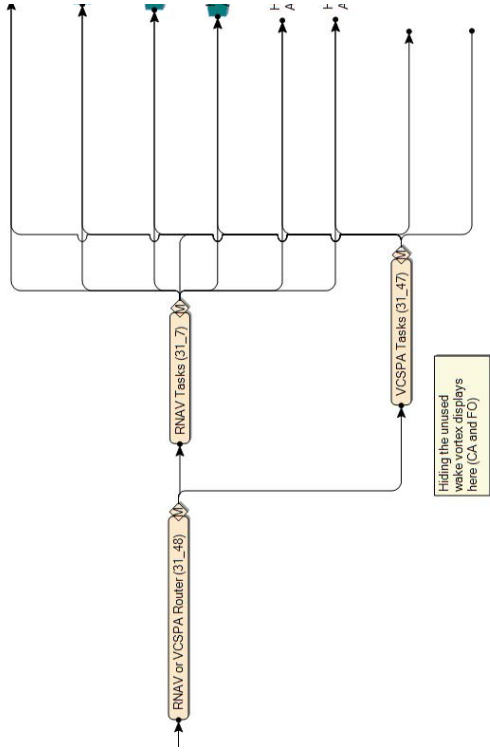 RNAV Tasks (31_7)
VCSPA Tasks (31_47)
RNAV or VCSPA Router (31_48)
M
M
M
Hiding the unused
wake vortex displays
here (CA and FO)